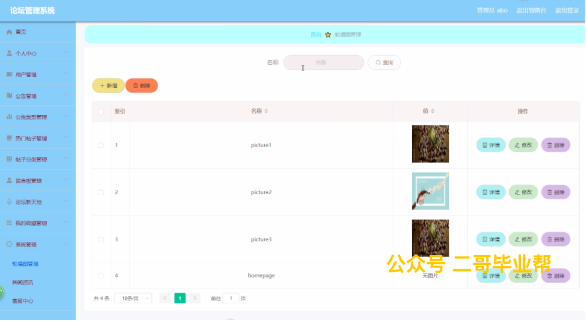 论坛管理系统
管理员 abo 退出到前台 退出登录
首页
个人中心
用户管理
公告管理
公告类型管理
热门帖子管理
帖子分类管理
留言板管理
论坛新天地
我的收藏管理
系统管理
轮播图管理
新闻资讯
客服中心
首页 轮播图管理
名称 名称 查询
新增 删除
索引 名称 值 操作
1 picture1 详情 修改 删除
2 picture2 详情 修改 删除
3 picture3 详情 修改 删除
4 homepage 无图片 详情 修改 删除
共 4 条 10条/页 1 前往 1 页
公众号 二哥毕业帮